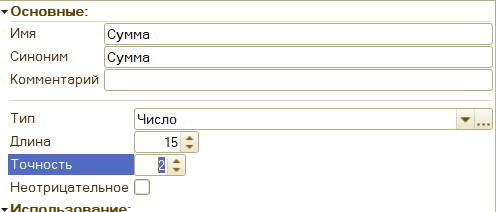 Основные:
Имя Сумма
Синоним Сумма
Комментарий
Тип Число ...
Длина 15
Точность 2
Неотрицательное
Использование: